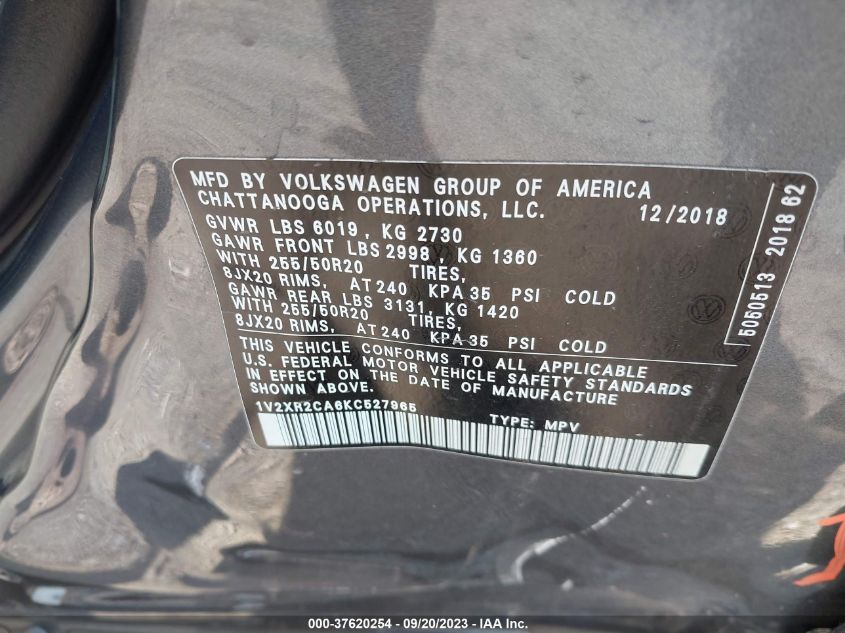 MFD BY VOLKSWAGEN GROUP OF AMERICA
CHATTANOOGA OPERATIONS, LLC. 12/2018
GVWR LBS 6019, KG 2730
GAWR FRONT LBS 2998, KG 1360
WITH 255/50R20 TIRES,
8JX20 RIMS, AT 240 KPA 35 PSI COLD
GAWR REAR LBS 3131, KG 1420
WITH 255/50R20 TIRES,
8JX20 RIMS, AT 240 KPA 35 PSI COLD
THIS VEHICLE CONFORMS TO ALL APPLICABLE
U.S. FEDERAL MOTOR VEHICLE SAFETY STANDARDS
IN EFFECT ON THE DATE OF MANUFACTURE
SHOWN ABOVE.
1V2XR2CA6KC527965 TYPE: MPV
5050513 2018 62
000-37620254 - 09/20/2023 - IAA Inc.